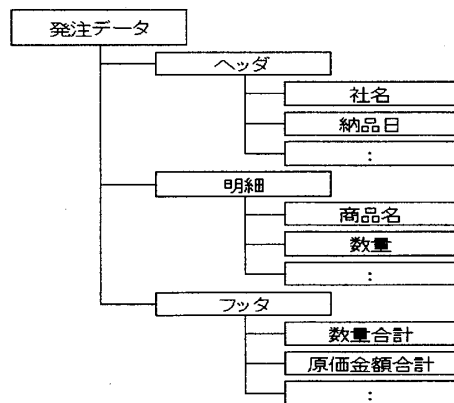 発注データ
ヘッダ
社名
納品日
:
明細
商品名
数量
:
フッタ
数量合計
原価金額合計
: